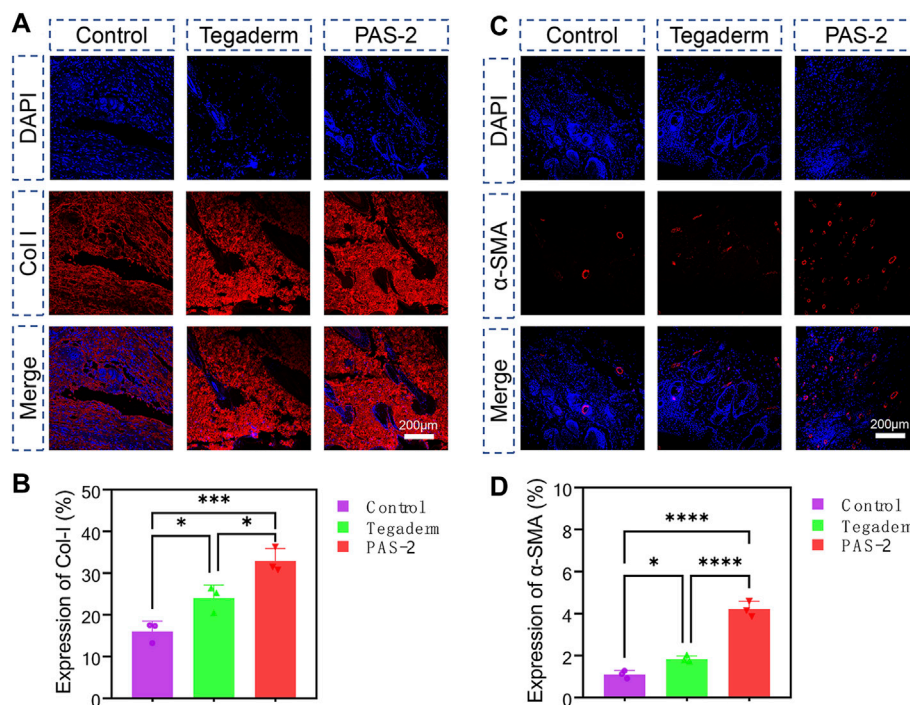 A
Control
Tegaderm
PAS-2
DAPI
Col I
Merge
200μm
B
Expression of Col-I (%)
50
40
30
20
10
0
***
*
*
Control
Tegaderm
PAS-2
C
Control
Tegaderm
PAS-2
DAPI
α-SMA
Merge
200μm
D
Expression of α-SMA (%)
10
8
6
4
2
0
****
*
****
Control
Tegaderm
PAS-2